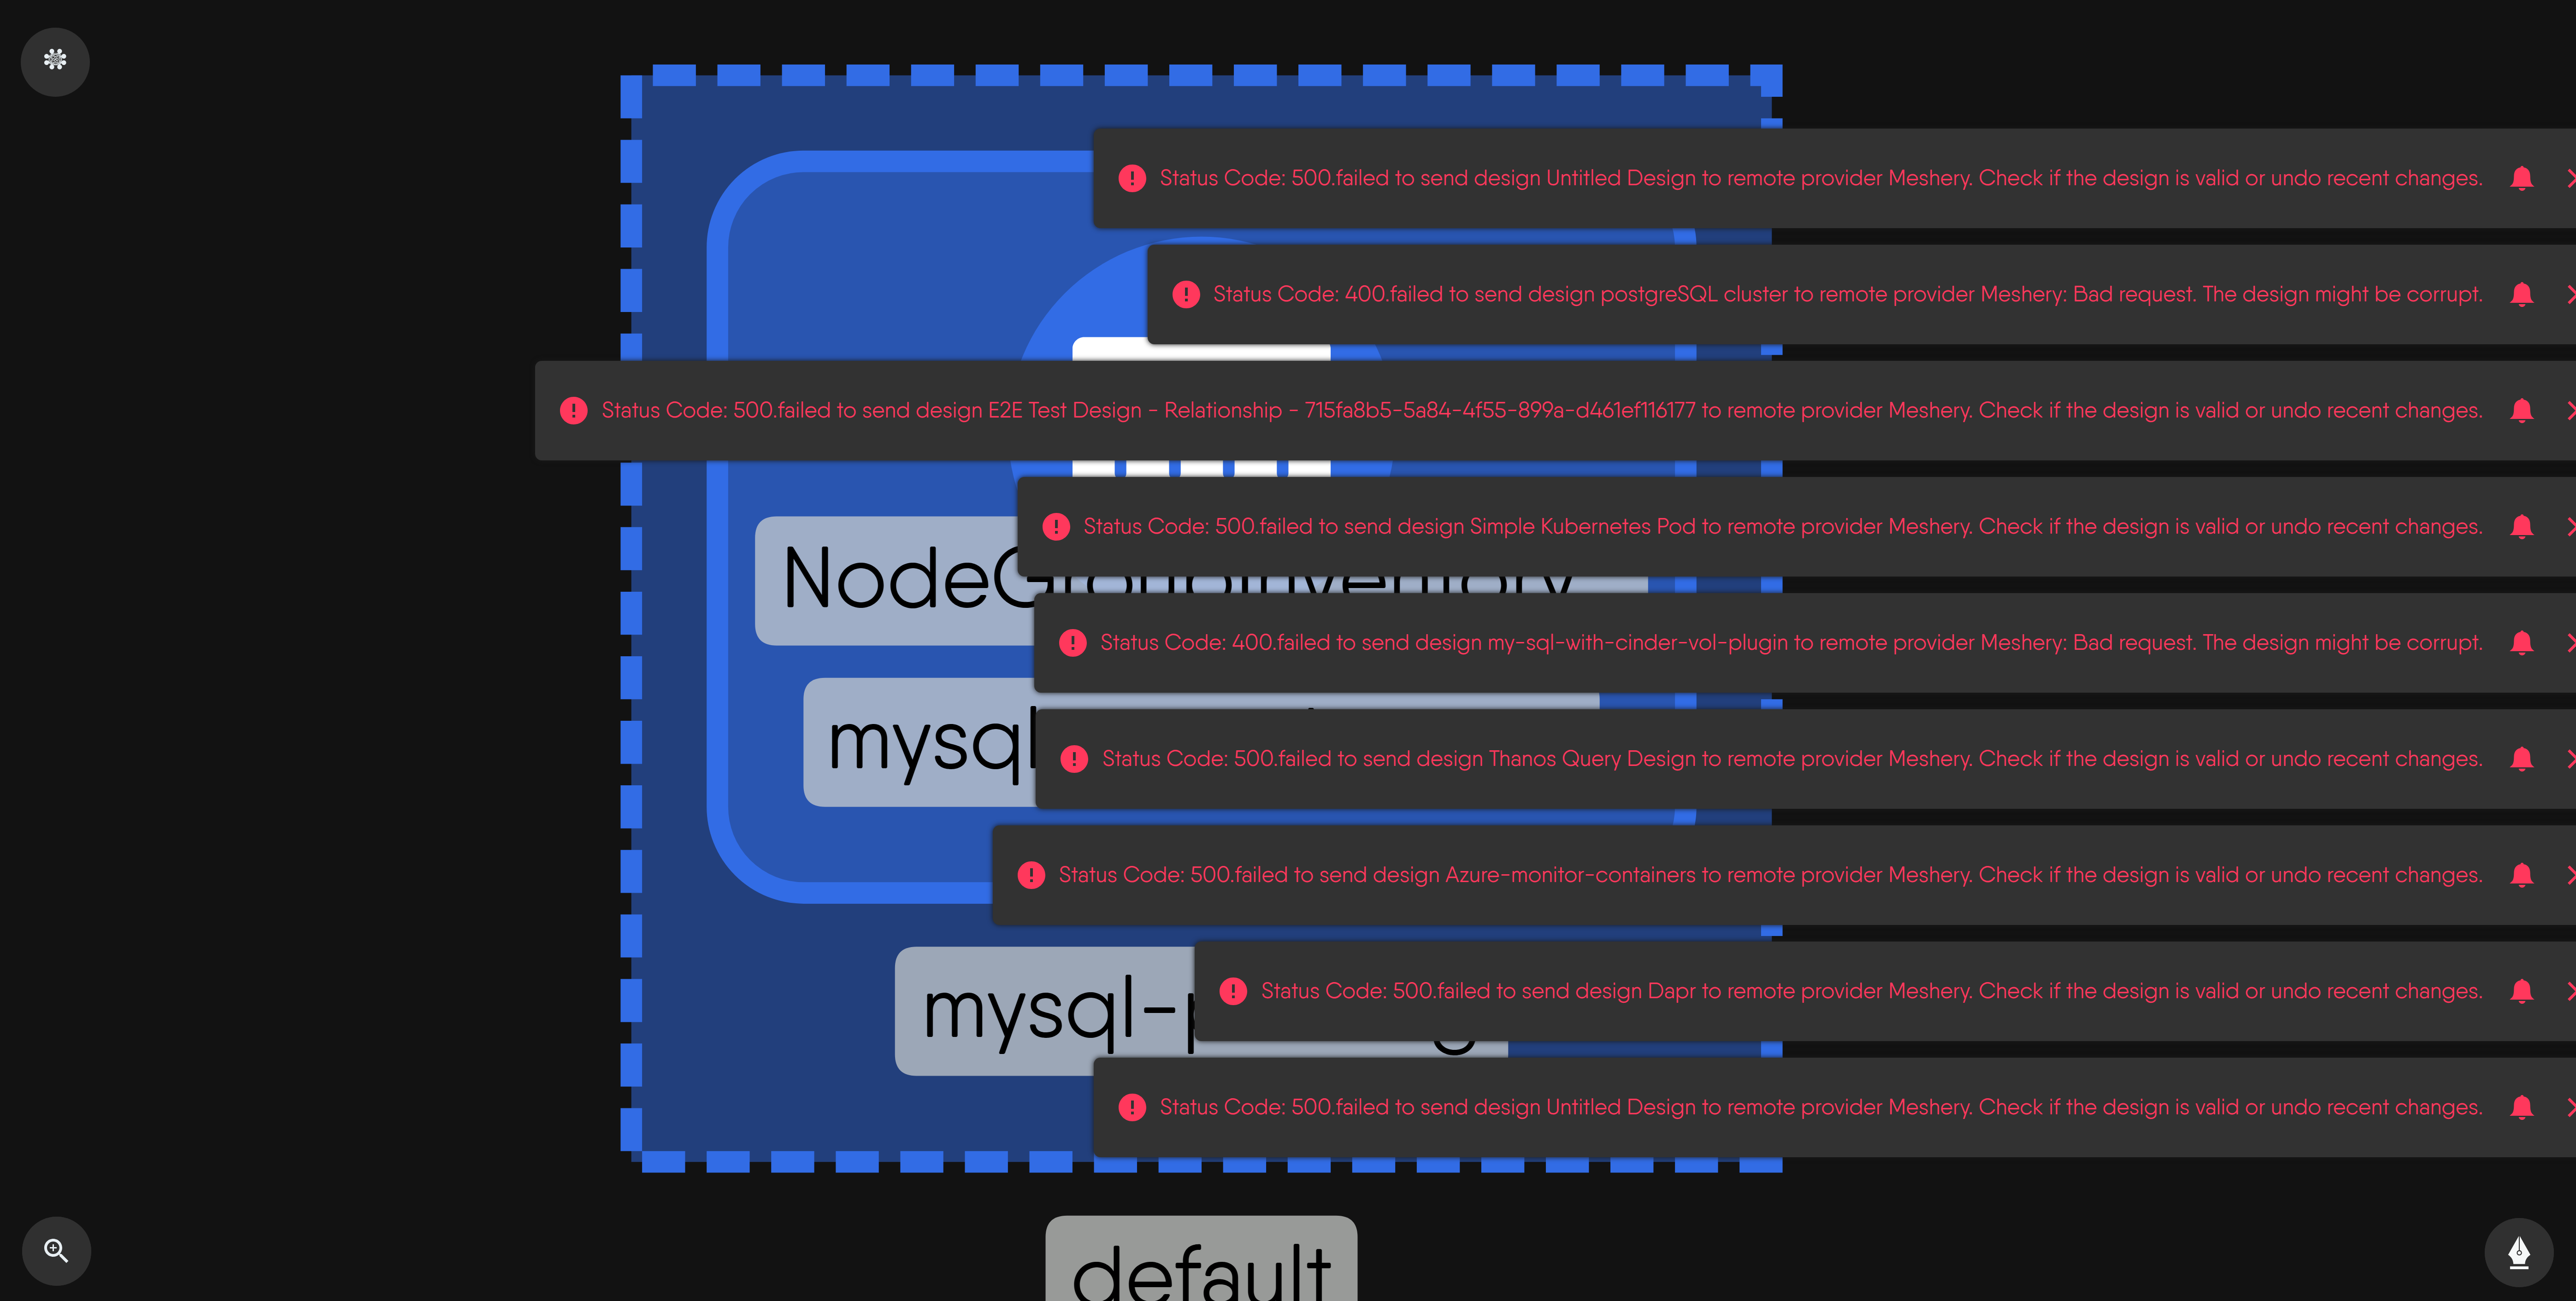 Status Code: 500.failed to send design Untitled Design to remote provider Meshery. Check if the design is valid or undo recent changes.
Status Code: 400.failed to send design postgreSQL cluster to remote provider Meshery: Bad request. The design might be corrupt.
Status Code: 500.failed to send design E2E Test Design - Relationship - 715fa8b5-5a84-4f55-899a-d461ef116177 to remote provider Meshery. Check if the design is valid or undo recent changes.
Status Code: 500.failed to send design Simple Kubernetes Pod to remote provider Meshery. Check if the design is valid or undo recent changes.
NodeGroupInventory
Status Code: 400.failed to send design my-sql-with-cinder-vol-plugin to remote provider Meshery: Bad request. The design might be corrupt.
mysql
Status Code: 500.failed to send design Thanos Query Design to remote provider Meshery. Check if the design is valid or undo recent changes.
Status Code: 500.failed to send design Azure-monitor-containers to remote provider Meshery. Check if the design is valid or undo recent changes.
Status Code: 500.failed to send design Dapr to remote provider Meshery. Check if the design is valid or undo recent changes.
mysql-p
Status Code: 500.failed to send design Untitled Design to remote provider Meshery. Check if the design is valid or undo recent changes.
default